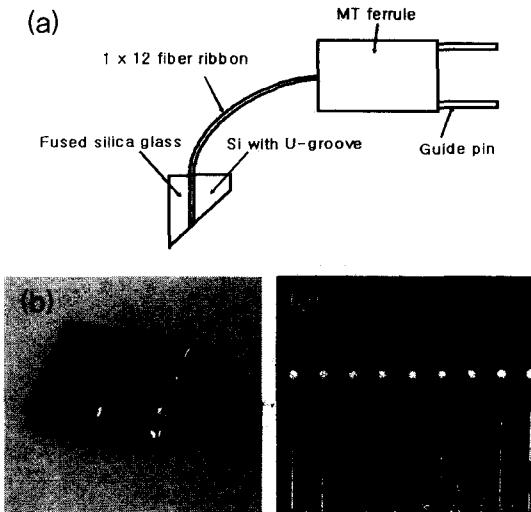 (a)
MT ferrule
1 x 12 fiber ribbon
Fused silica glass
Si with U-groove
Guide pin
(b)